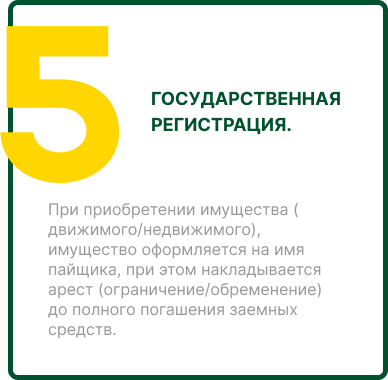 5
ГОСУДАРСТВЕННАЯ
РЕГИСТРАЦИЯ.
При приобретении имущества (
движимого/недвижимого),
имущество оформляется на имя
пайщика, при этом накладывается
арест (ограничение/обременение)
до полного погашения заемных
средств.